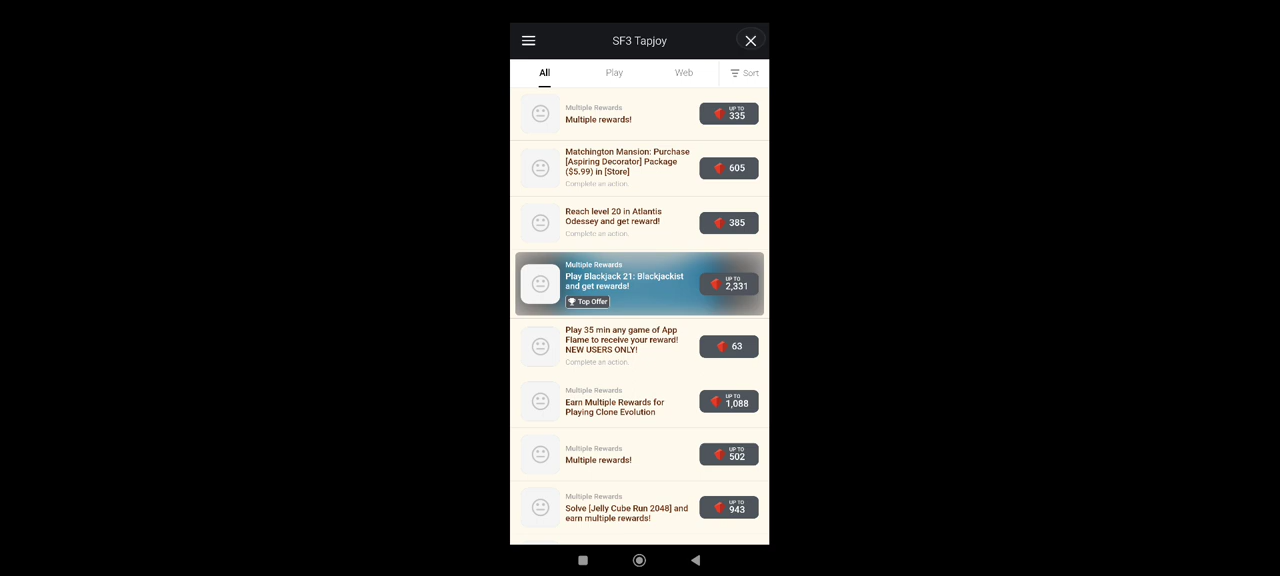 SF3 Tapjoy
All
Play
Web
Sort
Multiple Rewards
Multiple rewards!
UP TO
335
Matchington Mansion: Purchase
[Aspiring Decorator] Package
($5.99) in [Store]
Complete an action.
605
Reach level 20 in Atlantis
Odessey and get reward!
Complete an action.
385
Multiple Rewards
Play Blackjack 21: Blackjackist
and get rewards!
Top Offer
UP TO
2,331
Play 35 min any game of App
Flame to receive your reward!
NEW USERS ONLY!
Complete an action.
63
Multiple Rewards
Earn Multiple Rewards for
Playing Clone Evolution
UP TO
1,088
Multiple Rewards
Multiple rewards!
UP TO
502
Multiple Rewards
Solve [Jelly Cube Run 2048] and
earn multiple rewards!
UP TO
943